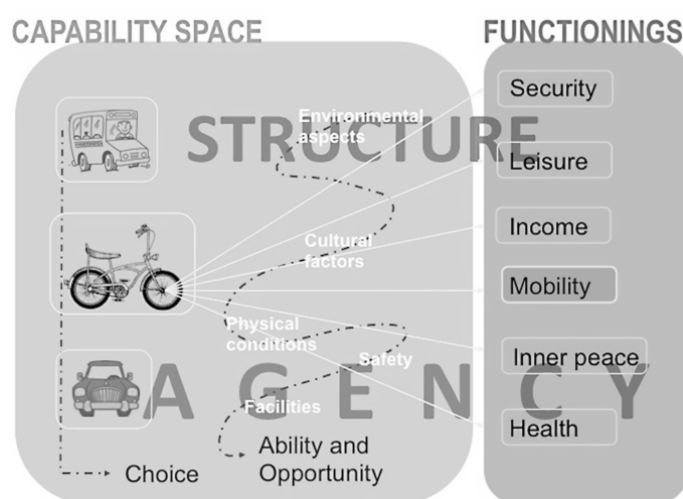 CAPABILITY SPACE
FUNCTIONINGS
STRUCTURE
AGENCY
Environmental
aspects
Cultural
factors
Physical
conditions
Safety
Facilities
Choice
Ability and
Opportunity
Security
Leisure
Income
Mobility
Inner peace
Health